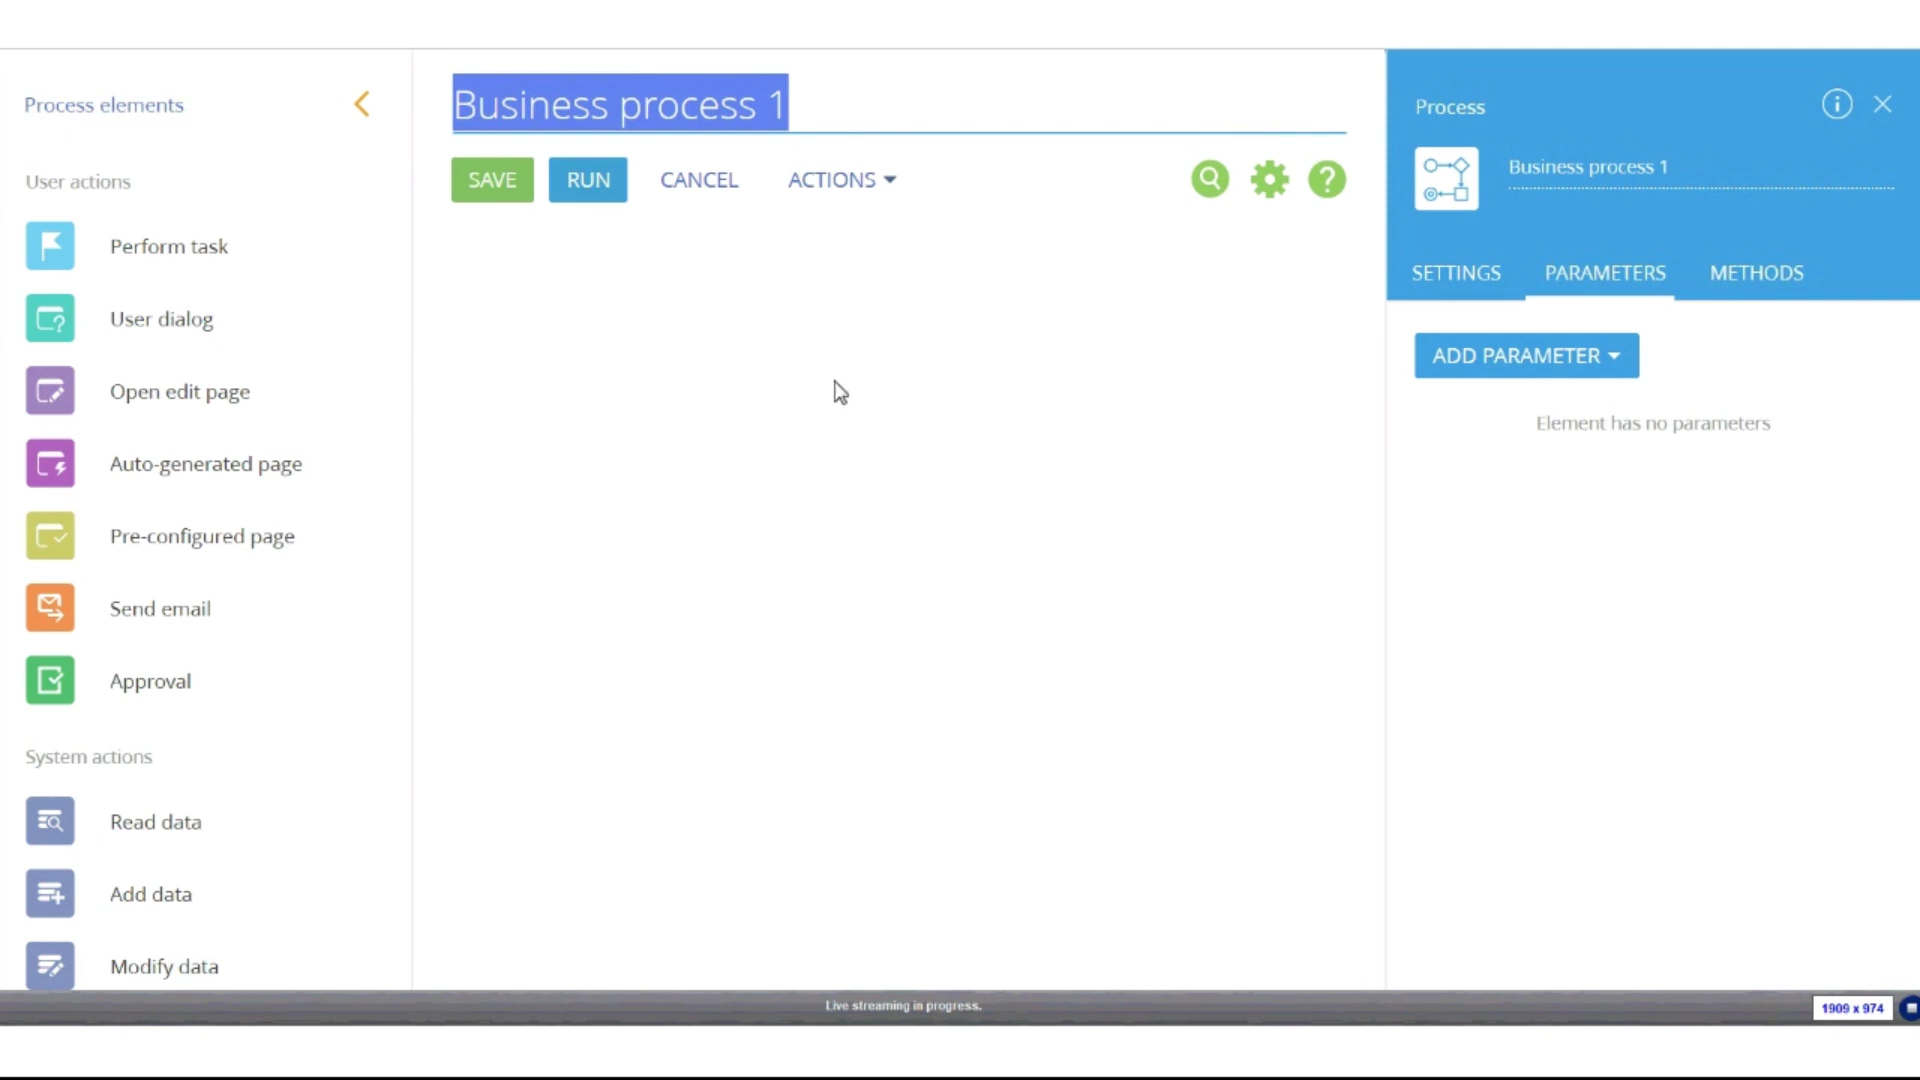 Process elements
User actions
Perform task
User dialog
Open edit page
Auto-generated page
Pre-configured page
Send email
Approval
System actions
Read data
Add data
Modify data
Business process 1
SAVE
RUN
CANCEL
ACTIONS
?
Process
i
Business process 1
SETTINGS
PARAMETERS
METHODS
ADD PARAMETER
Element has no parameters
Live streaming in progress.
1909 x 974